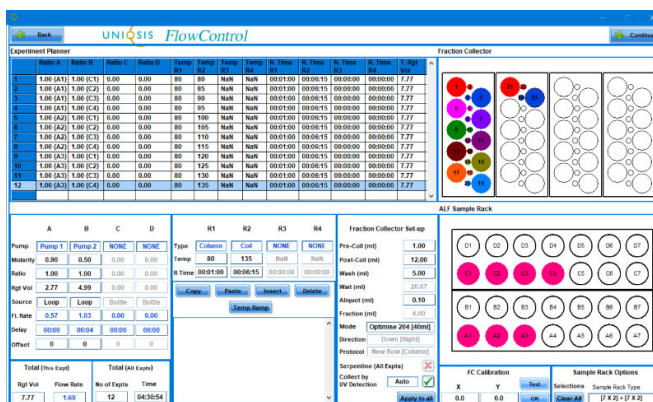 Back
UNIQSIS FlowControl
Continue
Experiment Planner
Fraction Collector
Ratio A Ratio B Ratio C Ratio D Temp R1 Temp R2 Temp R3 Temp R4 R. Time R1 R. Time R2 R. Time R3 R. Time R4 T. Rgt Vol
1 1.00 (A1) 1.00 (C1) 0.00 0.00 80 80 NaN NaN 00:01:00 00:06:15 00:00:00 00:00:00 7.77
2 1.00 (A1) 1.00 (C2) 0.00 0.00 80 85 NaN NaN 00:01:00 00:06:15 00:00:00 00:00:00 7.77
3 1.00 (A1) 1.00 (C3) 0.00 0.00 80 90 NaN NaN 00:01:00 00:06:15 00:00:00 00:00:00 7.77
4 1.00 (A1) 1.00 (C4) 0.00 0.00 80 95 NaN NaN 00:01:00 00:06:15 00:00:00 00:00:00 7.77
5 1.00 (A2) 1.00 (C1) 0.00 0.00 80 100 NaN NaN 00:01:00 00:06:15 00:00:00 00:00:00 7.77
6 1.00 (A2) 1.00 (C2) 0.00 0.00 80 105 NaN NaN 00:01:00 00:06:15 00:00:00 00:00:00 7.77
7 1.00 (A2) 1.00 (C3) 0.00 0.00 80 110 NaN NaN 00:01:00 00:06:15 00:00:00 00:00:00 7.77
8 1.00 (A2) 1.00 (C4) 0.00 0.00 80 115 NaN NaN 00:01:00 00:06:15 00:00:00 00:00:00 7.77
9 1.00 (A3) 1.00 (C1) 0.00 0.00 80 120 NaN NaN 00:01:00 00:06:15 00:00:00 00:00:00 7.77
10 1.00 (A3) 1.00 (C2) 0.00 0.00 80 125 NaN NaN 00:01:00 00:06:15 00:00:00 00:00:00 7.77
11 1.00 (A3) 1.00 (C3) 0.00 0.00 80 130 NaN NaN 00:01:00 00:06:15 00:00:00 00:00:00 7.77
12 1.00 (A3) 1.00 (C4) 0.00 0.00 80 135 NaN NaN 00:01:00 00:06:15 00:00:00 00:00:00 7.77
A B C D
Pump Pump 1 Pump 2 NONE NONE
Molarity 0.90 0.50 0.00 0.00
Ratio 1.00 1.00 0.00 0.00
Rgt Vol 2.77 4.99 0.00 0.00
Source Loop Loop Bottle Bottle
Fl. Rate 0.57 1.03 0.00 0.00
Delay 00:00 00:04 00:00 00:00
Offset 0 0 0 0
Total (This Expt) Total (All Expts)
Rgt Vol Flow Rate No of Expts Time
7.77 1.60 12 04:30:54
R1 R2 R3 R4
Type Column Coil NONE NONE
Temp 80 135 NaN NaN
R Time 00:01:00 00:06:15 00:00:00 00:00:00
Copy Paste Insert Delete
Temp Ramp
Fraction Collector Set-up
Pre-Coll (ml) 1.00
Post-Coll (ml) 12.00
Wash (ml) 5.00
Wait (ml) 26.67
Aliquot (ml) 0.10
Fraction (ml) 4.00
Mode Optimise 204 [40ml]
Direction Down [Right]
Protocol New Row [Column]
Serpentine (All Expts)
Collect by
UV Detection Auto
Apply to all
ALF Sample Rack
D1 D2 D3 D4 D5 D6 D7
C1 C2 C3 C4 C5 C6 C7
B1 B2 B3 B4 B5 B6 B7
A1 A2 A3 A4 A5 A6 A7
FC Calibration
X Y Test
0.0 0.0 OK
Sample Rack Options
Selections Sample Rack Type
Clear All [7 X 2] + [7 X 2]